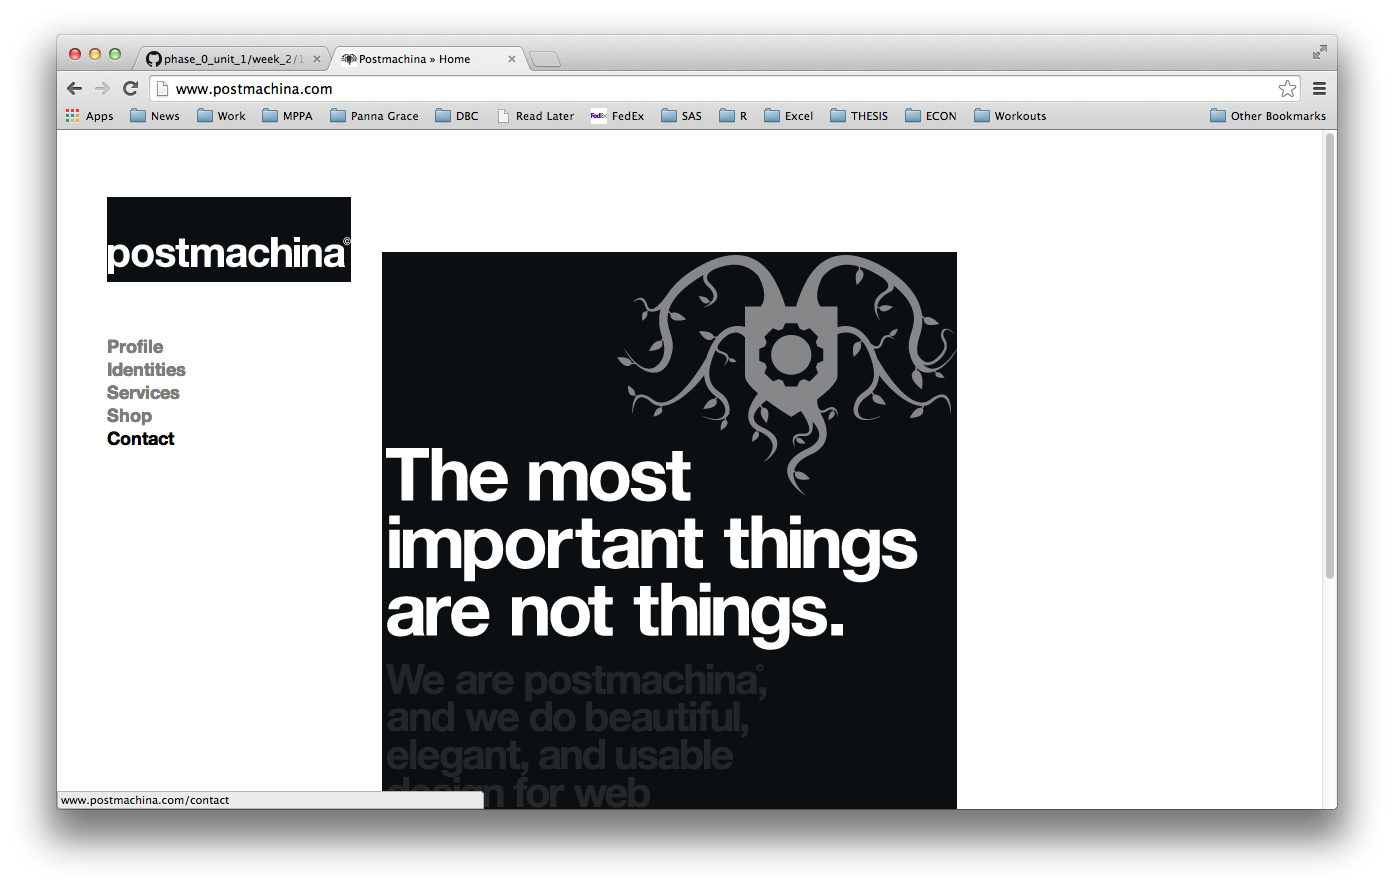 phase_0_unit_1/week_2/1
Postmachina » Home
www.postmachina.com
Apps News Work MPPA Panna Grace DBC Read Later FedEx FedEx SAS R Excel THESIS ECON Workouts Other Bookmarks
postmachina©
Profile
Identities
Services
Shop
Contact
The most
important things
are not things.
We are postmachina®,
and we do beautiful,
elegant, and usable
design for web
www.postmachina.com/contact